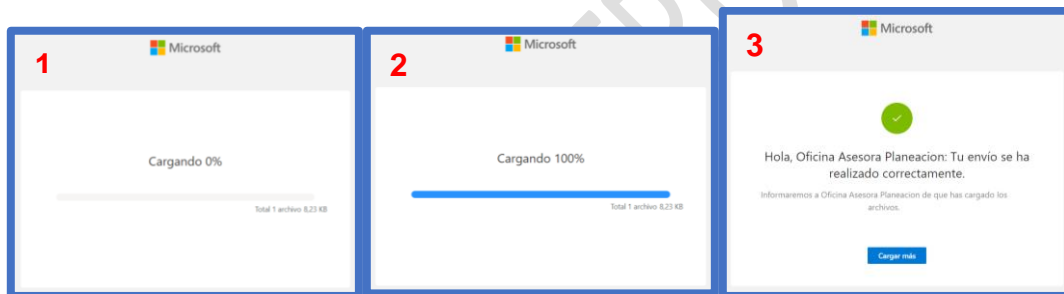 1
Microsoft
Cargando 0%
Total 1 archivo 8,23 KB
2
Microsoft
Cargando 100%
Total 1 archivo 8,23 KB
3
Microsoft
Hola, Oficina Asesora Planeacion: Tu envío se ha
realizado correctamente.
Informaremos a Oficina Asesora Planeacion de que has cargado los
archivos.
Cargar más